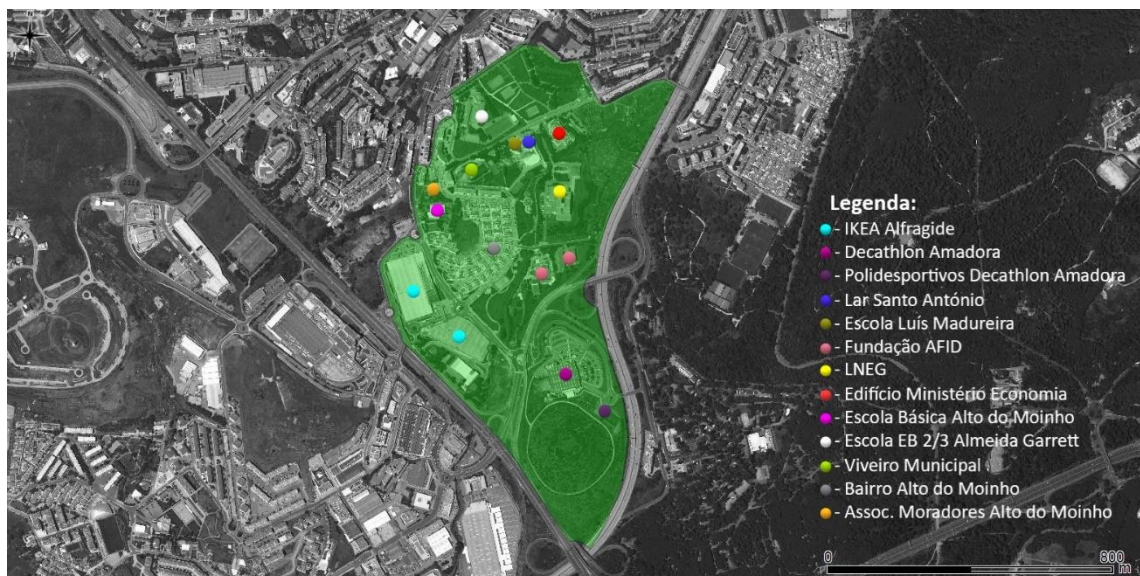 Legenda:
- IKEA Alfragide
- Decathlon Amadora
- Polidesportivos Decathlon Amadora
- Lar Santo António
- Escola Luís Madureira
- Fundação AFID
- LNEG
- Edifício Ministério Economia
- Escola Básica Alto do Moinho
- Escola EB 2/3 Almeida Garrett
- Viveiro Municipal
- Bairro Alto do Moinho
- Assoc. Moradores Alto do Moinho
0 800
m